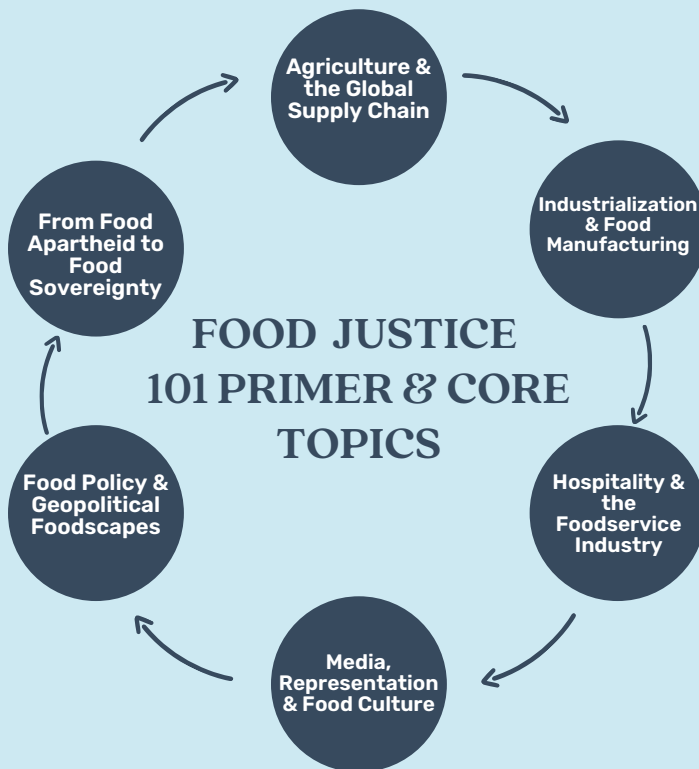 Agriculture &
the Global
Supply Chain
Industrialization
& Food
Manufacturing
Hospitality &
the
Foodservice
Industry
Media,
Representation
& Food Culture
Food Policy &
Geopolitical
Foodscapes
From Food
Apartheid to
Food
Sovereignty
FOOD JUSTICE
101 PRIMER & CORE
TOPICS